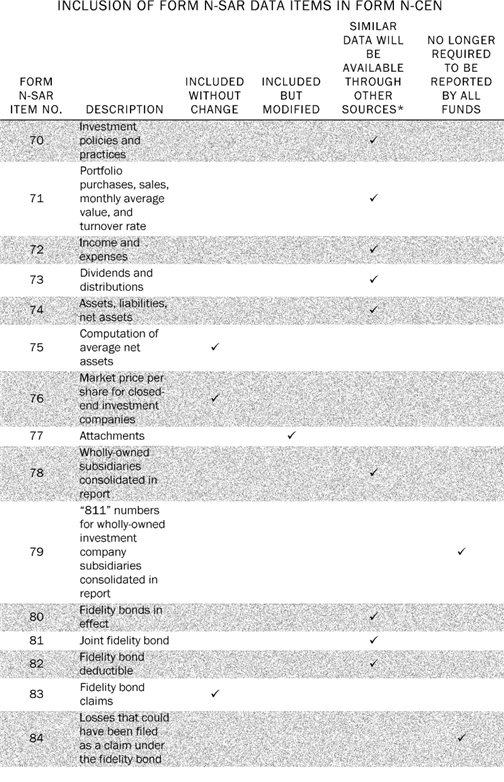 INCLUSION OF FORM N-SAR DATA ITEMS IN FORM N-CEN
FORM N-SAR ITEM NO.
DESCRIPTION
INCLUDED WITHOUT CHANGE
INCLUDED BUT MODIFIED
SIMILAR DATA WILL BE AVAILABLE THROUGH OTHER SOURCES*
NO LONGER REQUIRED TO BE REPORTED BY ALL FUNDS
70 Investment policies and practices ✓
71 Portfolio purchases, sales, monthly average value, and turnover rate ✓
72 Income and expenses ✓
73 Dividends and distributions ✓
74 Assets, liabilities, net assets ✓
75 Computation of average net assets ✓
76 Market price per share for closed-end investment companies ✓
77 Attachments ✓
78 Wholly-owned subsidiaries consolidated in report ✓
79 “811” numbers for wholly-owned investment company subsidiaries consolidated in report ✓
80 Fidelity bonds in effect ✓
81 Joint fidelity bond ✓
82 Fidelity bond deductible ✓
83 Fidelity bond claims ✓
84 Losses that could have been filed as a claim under the fidelity bond ✓